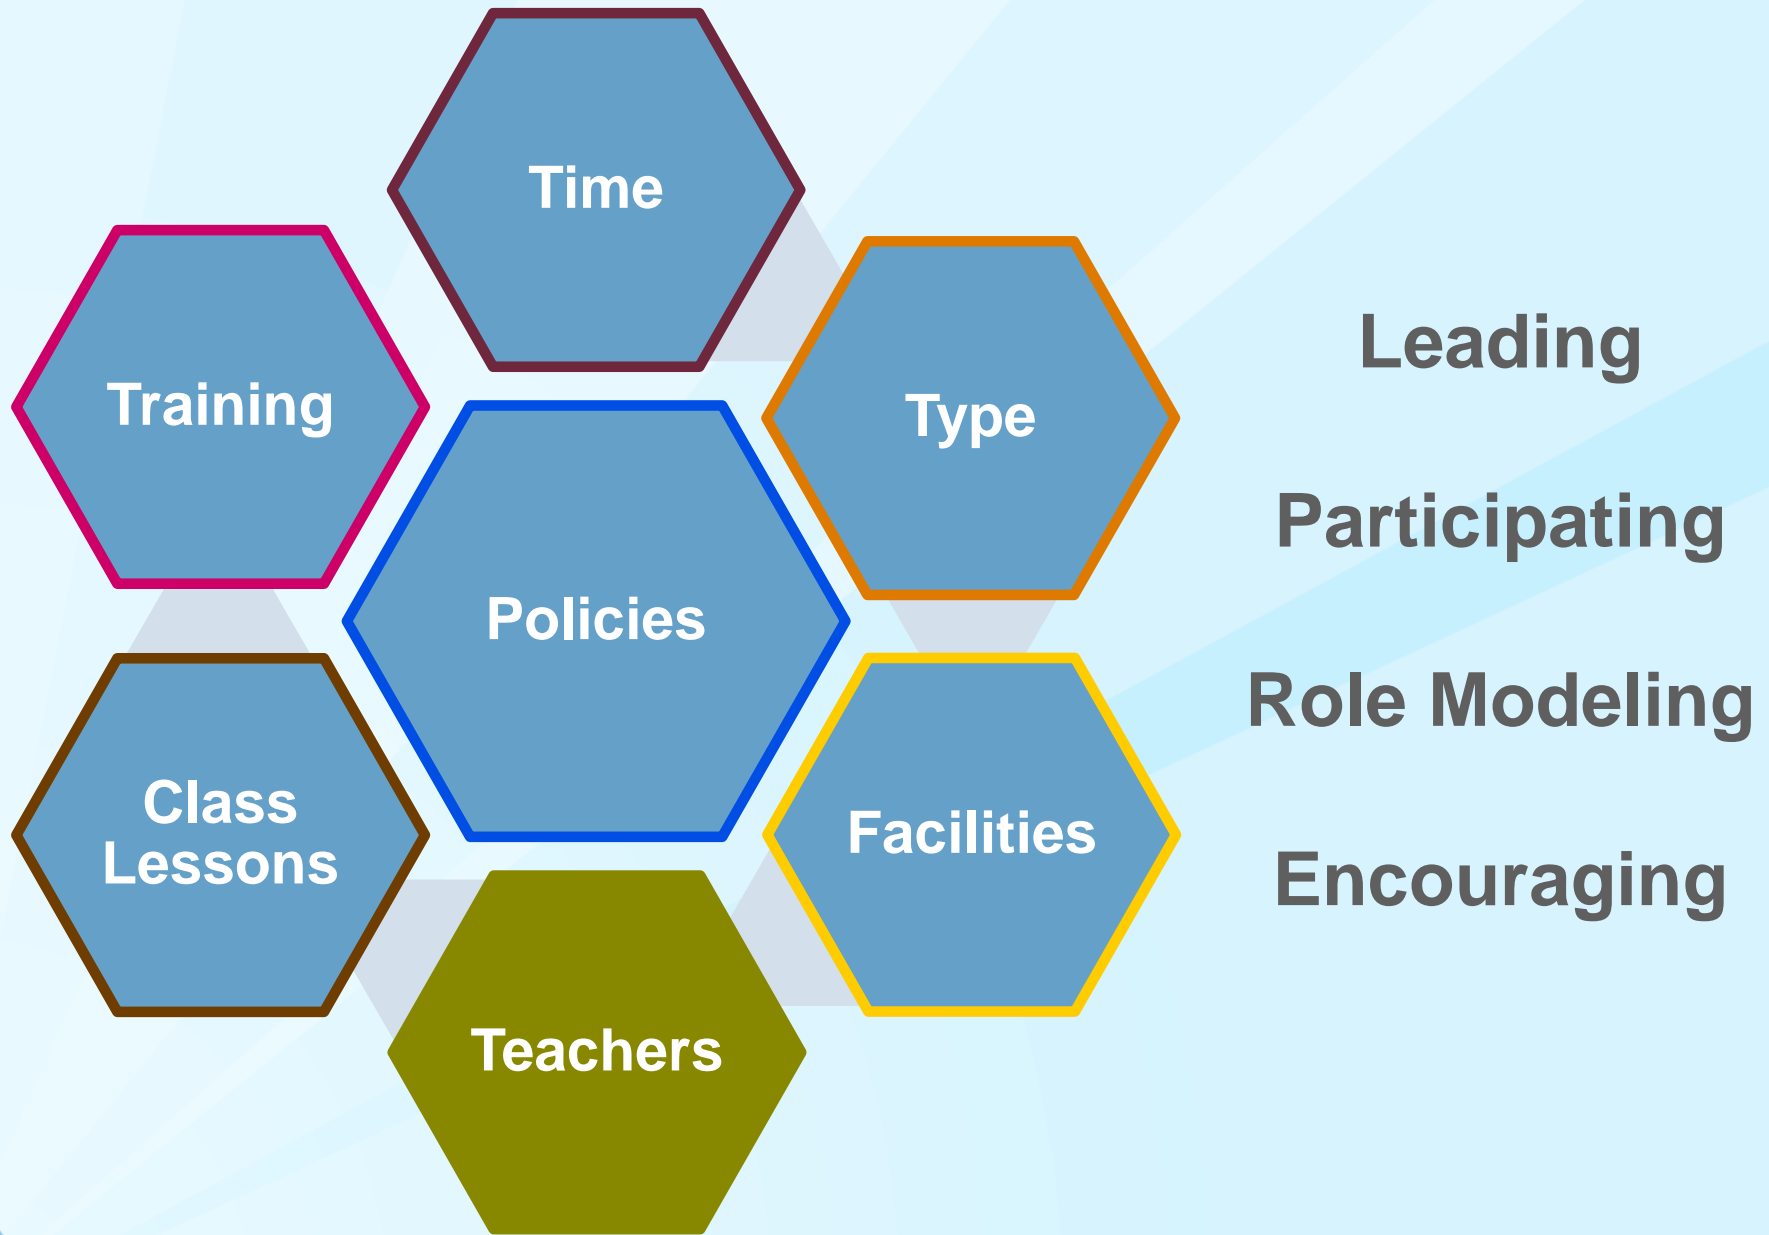 Time
Training
Type
Policies
Class
Lessons
Facilities
Teachers
Leading
Participating
Role Modeling
Encouraging